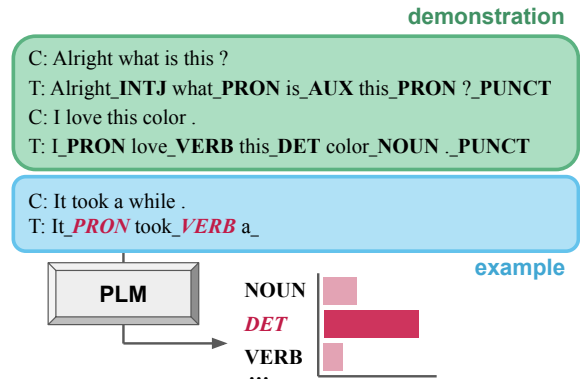 demonstration
C: Alright what is this ?
T: Alright_INTJ what_PRON is_AUX this_PRON ?_PUNCT
C: I love this color .
T: I_PRON love_VERB this_DET color_NOUN ._PUNCT
C: It took a while .
T: It_PRON took_VERB a_
example
PLM
NOUN
DET
VERB
...